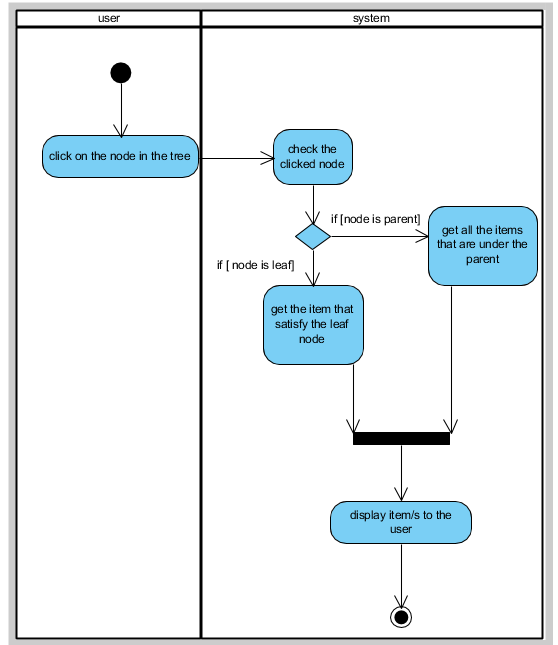 user
system
click on the node in the tree
check the
clicked node
if [node is parent]
get all the items
that are under the
parent
if [ node is leaf]
get the item that
satisfy the leaf
node
display item/s to the
user